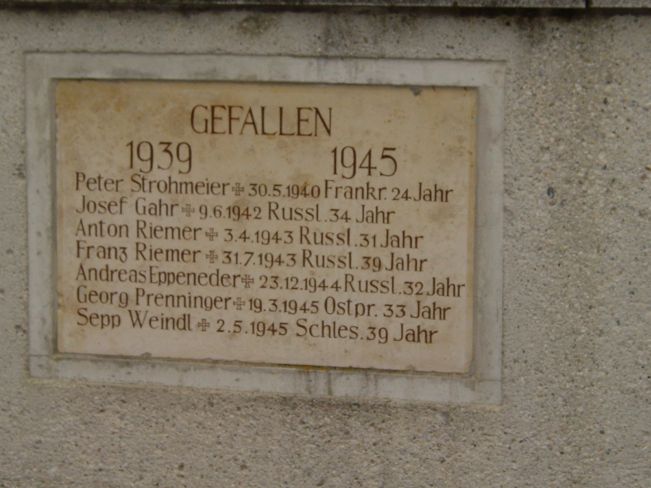 GEFALLEN
1939 1945
Peter Strohmeier ✠ 30.5.1940 Frankr. 24 Jahr
Josef Gahr ✠ 9.6.1942 Russl. 34 Jahr
Anton Riemer ✠ 3.4.1943 Russl. 31 Jahr
Franz Riemer ✠ 31.7.1943 Russl. 39 Jahr
Andreas Eppeneder ✠ 23.12.1944 Russl. 32 Jahr
Georg Prenninger ✠ 19.3.1945 Ostpr. 33 Jahr
Sepp Weindl ✠ 2.5.1945 Schles. 39 Jahr